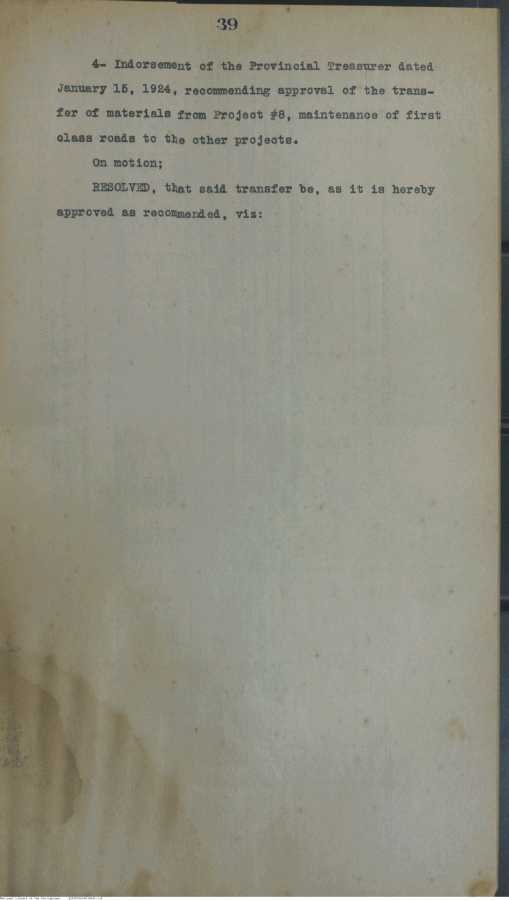 39
4- Indorsement of the Provincial Treasurer dated
January 15, 1924, recommending approval of the trans-
fer of materials from Project #8, maintenance of first
class roads to the other projects.
On motion;
RESOLVED, that said transfer be, as it is hereby
approved as recommended, viz: